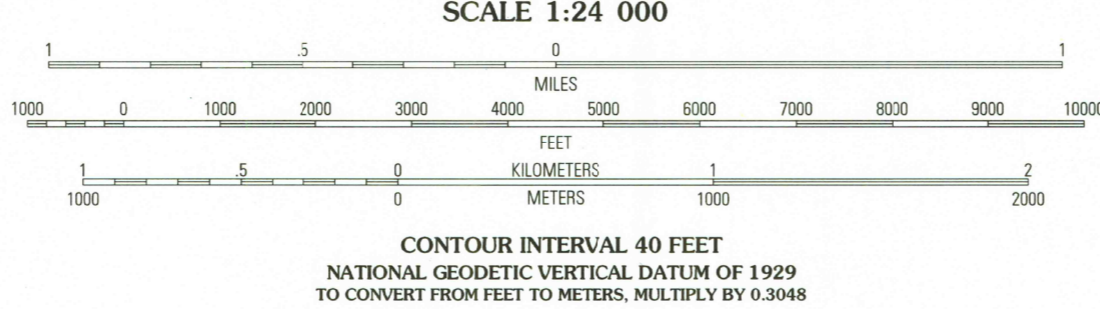 SCALE 1:24 000
1 .5 0 1
MILES
1000 0 1000 2000 3000 4000 5000 6000 7000 8000 9000 10000
FEET
1 .5 0 KILOMETERS 1 2
1000 0 METERS 1000 2000
CONTOUR INTERVAL 40 FEET
NATIONAL GEODETIC VERTICAL DATUM OF 1929
TO CONVERT FROM FEET TO METERS, MULTIPLY BY 0.3048